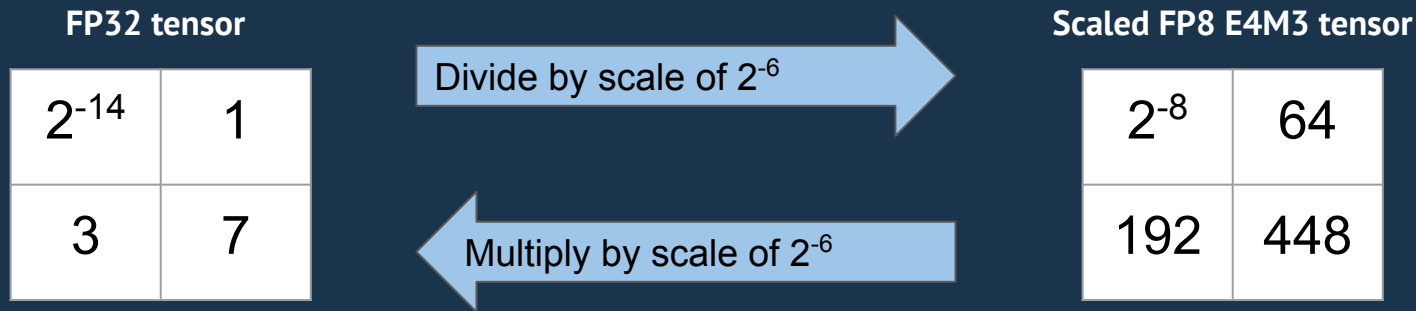 FP32 tensor
2⁻¹⁴ 1
3 7
Divide by scale of 2⁻⁶
Multiply by scale of 2⁻⁶
Scaled FP8 E4M3 tensor
2⁻⁸ 64
192 448